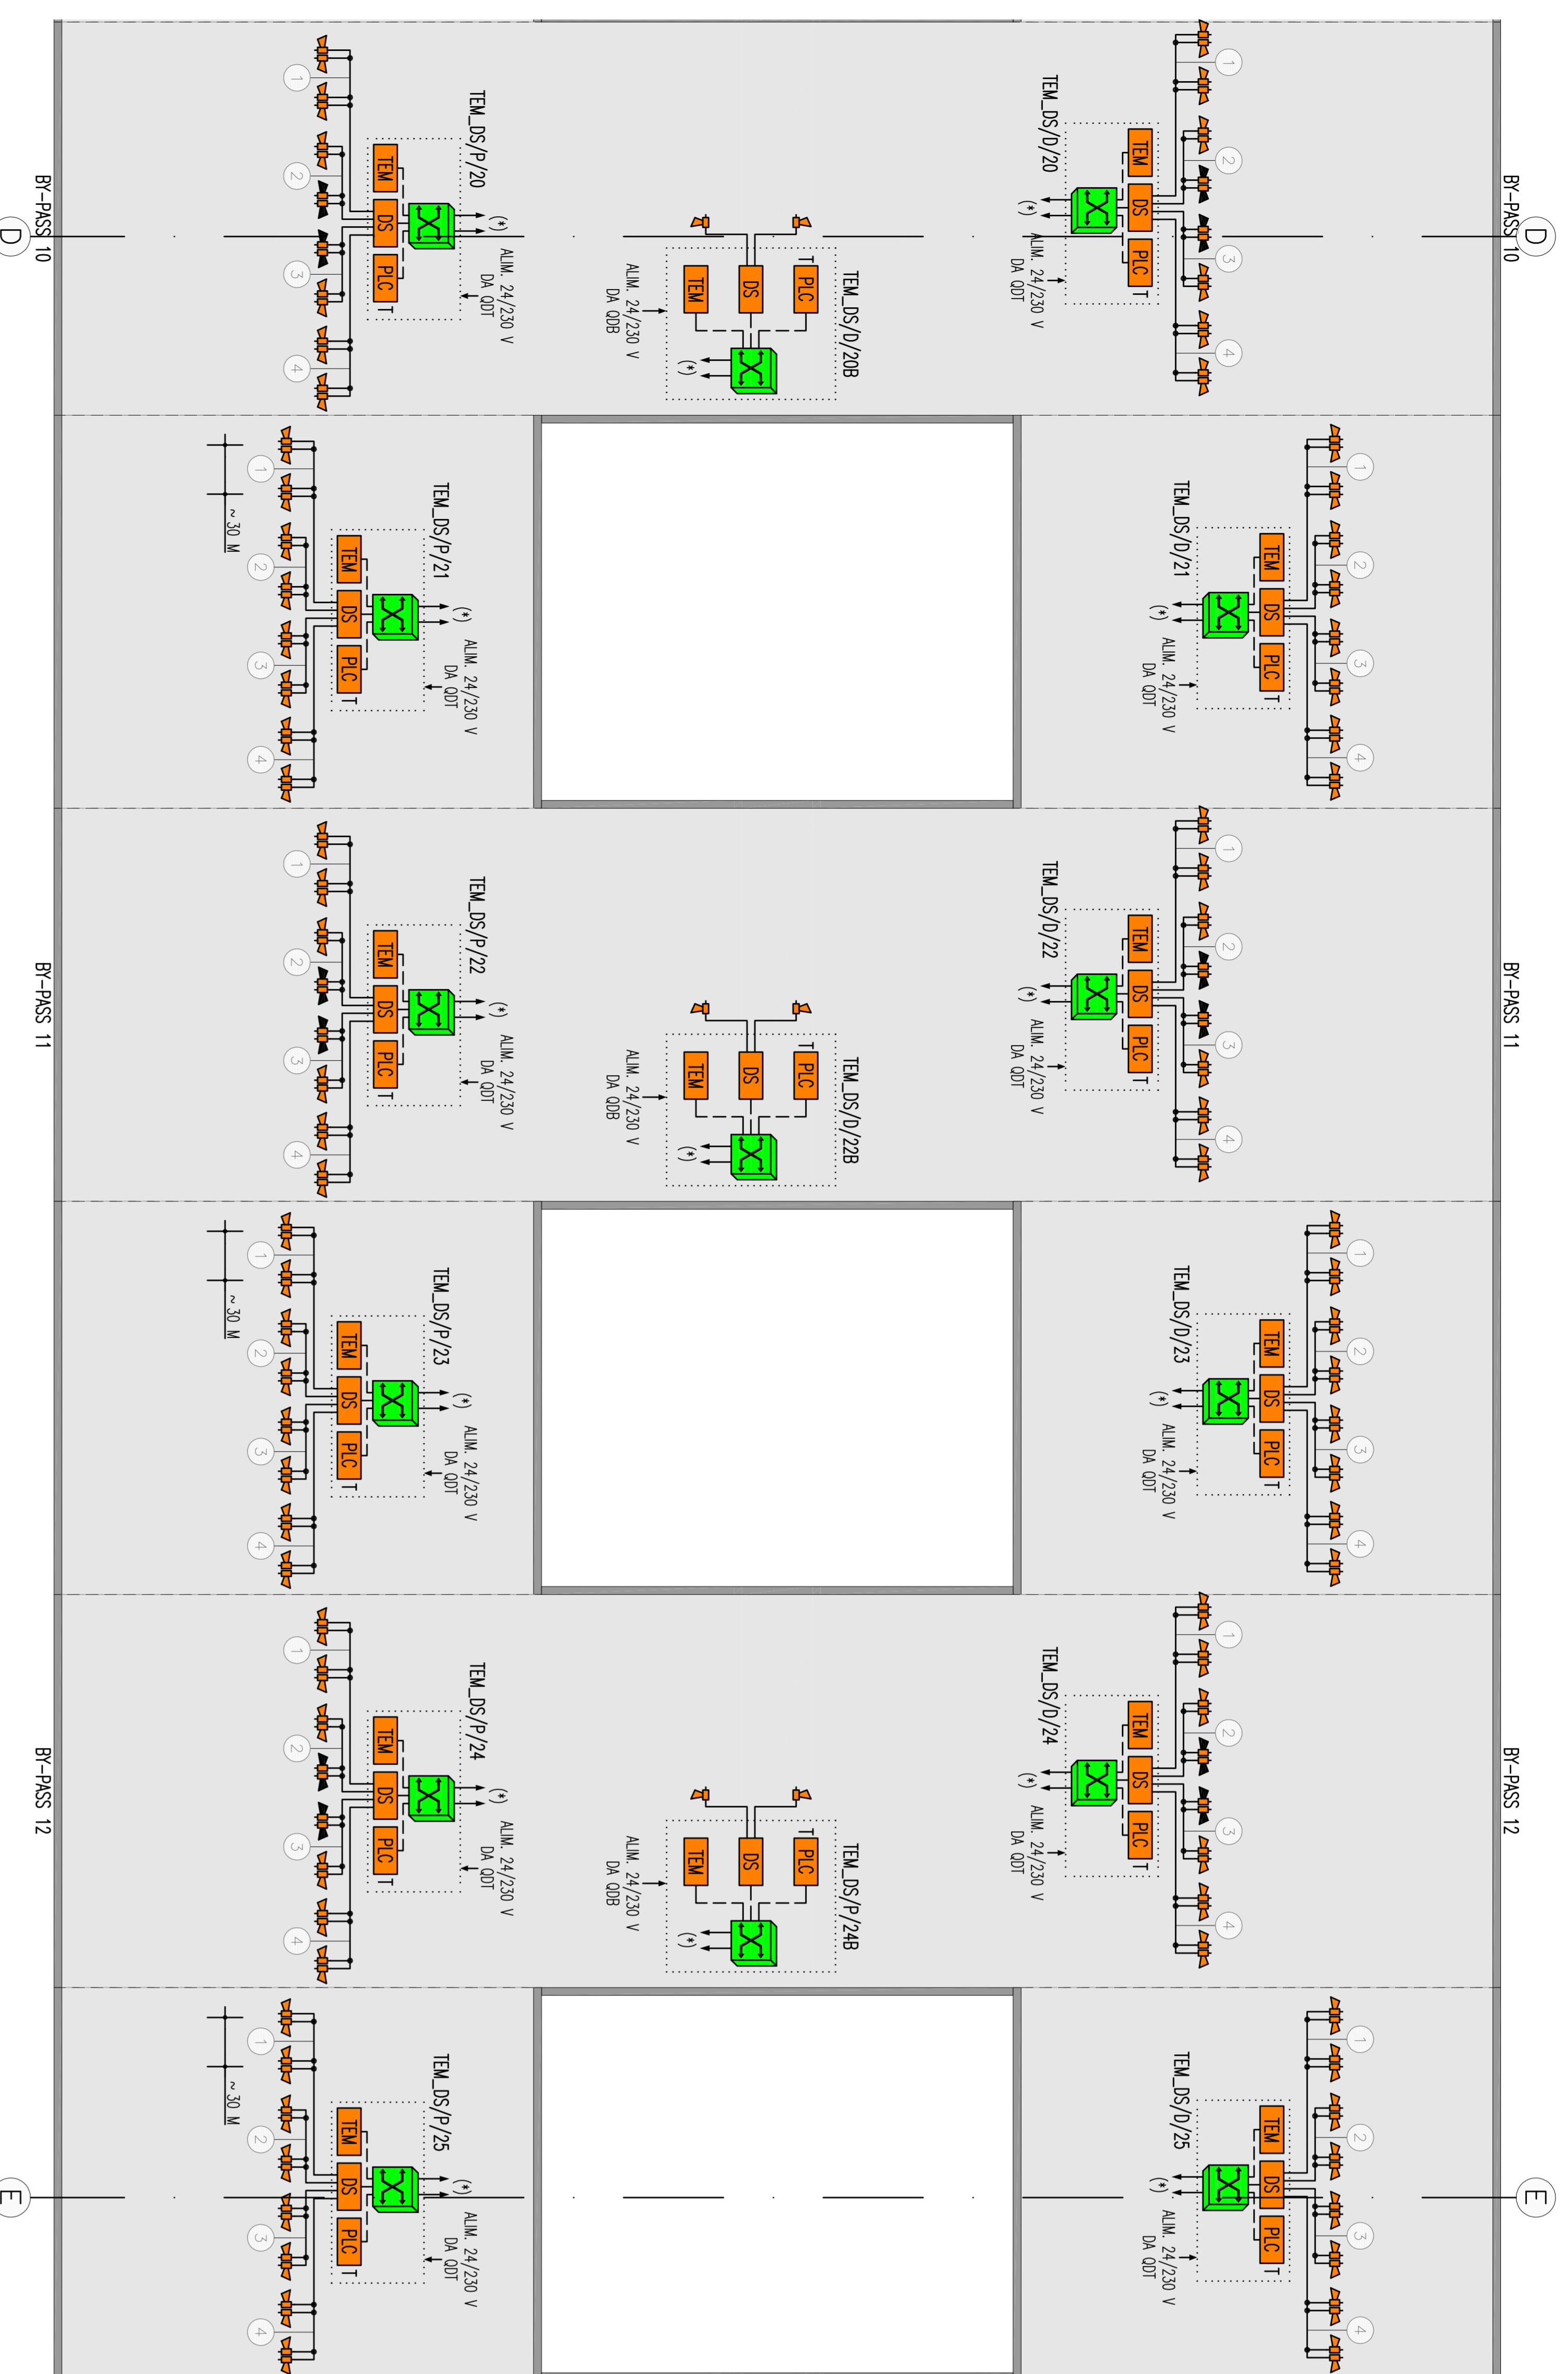 BY-PASS 10
D
BY-PASS 11
BY-PASS 12
E
1
2
3
4
TEM
DS
PLC
T
TEM_DS/D/20
(*)
ALIM. 24/230 V
DA QDT
1
2
3
4
TEM
DS
PLC
T
TEM_DS/D/21
(*)
ALIM. 24/230 V
DA QDT
1
2
3
4
TEM
DS
PLC
T
TEM_DS/D/22
(*)
ALIM. 24/230 V
DA QDT
1
2
3
4
TEM
DS
PLC
T
TEM_DS/D/23
(*)
ALIM. 24/230 V
DA QDT
1
2
3
4
TEM
DS
PLC
T
TEM_DS/D/24
(*)
ALIM. 24/230 V
DA QDT
1
2
3
4
TEM
DS
PLC
T
TEM_DS/D/25
(*)
ALIM. 24/230 V
DA QDT
TEM_DS/D/20B
T
PLC
DS
TEM
(*)
ALIM. 24/230 V
DA QDB
TEM_DS/D/22B
T
PLC
DS
TEM
(*)
ALIM. 24/230 V
DA QDB
TEM_DS/P/24B
T
PLC
DS
TEM
(*)
ALIM. 24/230 V
DA QDB
TEM_DS/P/20
(*)
ALIM. 24/230 V
DA QDT
TEM
DS
PLC
T
1
2
3
4
TEM_DS/P/21
(*)
ALIM. 24/230 V
DA QDT
TEM
DS
PLC
T
1
2
3
4
~ 30 M
TEM_DS/P/22
(*)
ALIM. 24/230 V
DA QDT
TEM
DS
PLC
T
1
2
3
4
TEM_DS/P/23
(*)
ALIM. 24/230 V
DA QDT
TEM
DS
PLC
T
1
2
3
4
~ 30 M
TEM_DS/P/24
(*)
ALIM. 24/230 V
DA QDT
TEM
DS
PLC
T
1
2
3
4
TEM_DS/P/25
(*)
ALIM. 24/230 V
DA QDT
TEM
DS
PLC
T
1
2
3
4
~ 30 M
BY-PASS 10
D
BY-PASS 11
BY-PASS 12
E